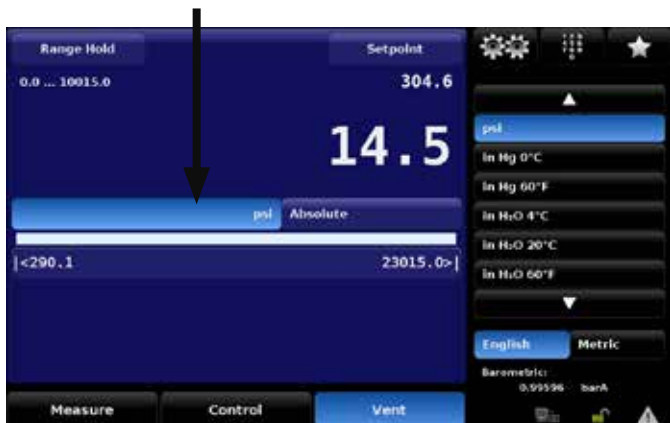 Range Hold
Setpoint
0.0 ... 10015.0
304.6
14.5
psi
Absolute
|<290.1
23015.0>|
Measure
Control
Vent
psi
in Hg 0°C
in Hg 60°F
in H₂O 4°C
in H₂O 20°C
in H₂O 60°F
English
Metric
Barometric:
0.99596 barA